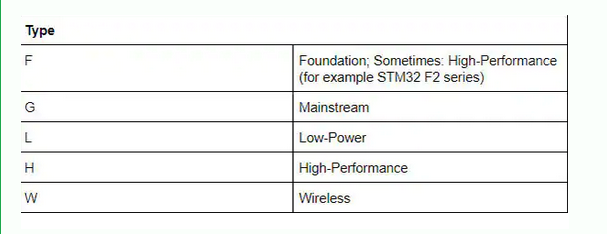 Type
F
Foundation; Sometimes: High-Performance
(for example STM32 F2 series)
G
Mainstream
L
Low-Power
H
High-Performance
W
Wireless